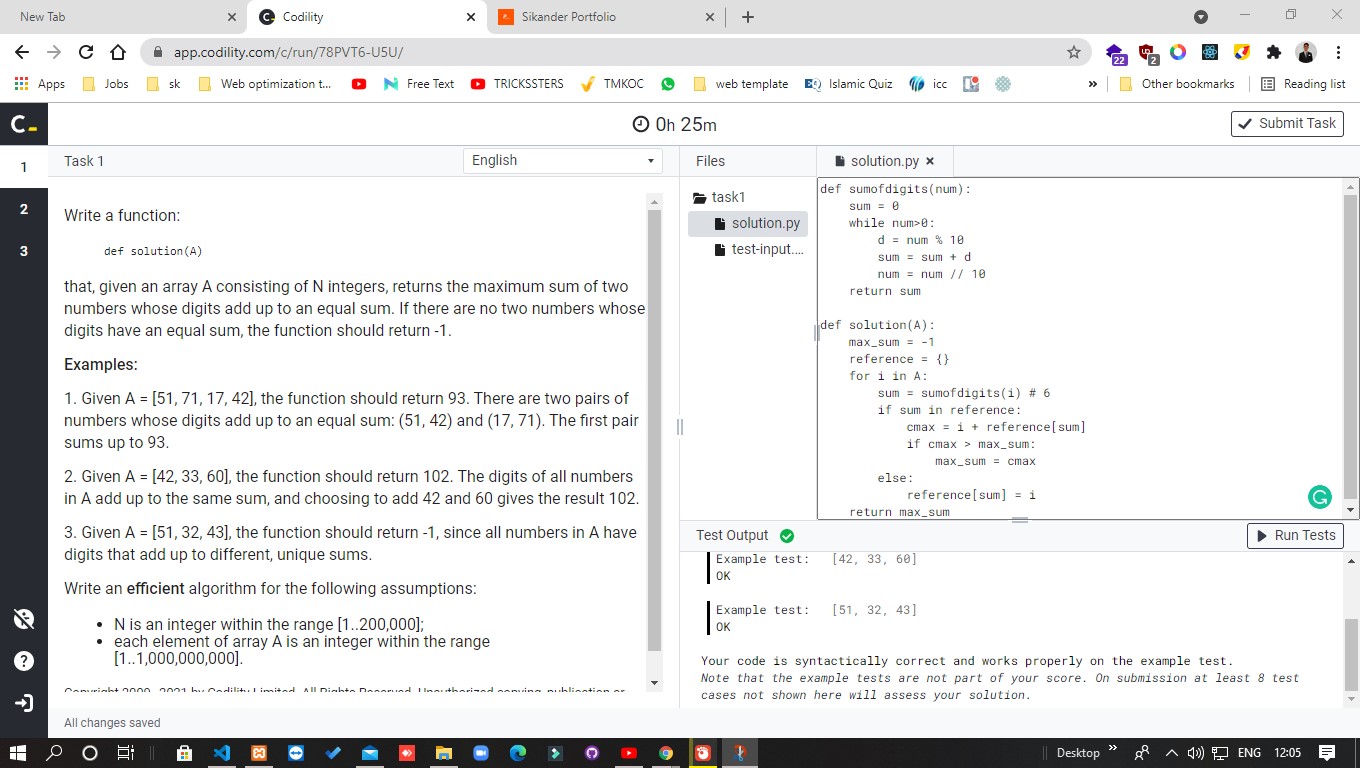 New Tab
Codility
Sikander Portfolio
app.codility.com/c/run/78PVT6-U5U/
22
2
Apps
Jobs
sk
Web optimization t...
Free Text
TRICKSSTERS
TMKOC
web template
Islamic Quiz
icc
»
Other bookmarks
Reading list
C
0h 25m
Submit Task
1
2
3
Task 1
English
Files
solution.py
task1
solution.py
test-input....
Write a function:
def solution(A)
that, given an array A consisting of N integers, returns the maximum sum of two
numbers whose digits add up to an equal sum. If there are no two numbers whose
digits have an equal sum, the function should return -1.
Examples:
1. Given A = [51, 71, 17, 42], the function should return 93. There are two pairs of
numbers whose digits add up to an equal sum: (51, 42) and (17, 71). The first pair
sums up to 93.
2. Given A = [42, 33, 60], the function should return 102. The digits of all numbers
in A add up to the same sum, and choosing to add 42 and 60 gives the result 102.
3. Given A = [51, 32, 43], the function should return -1, since all numbers in A have
digits that add up to different, unique sums.
Write an efficient algorithm for the following assumptions:
• N is an integer within the range [1..200,000];
• each element of array A is an integer within the range
[1..1,000,000,000].
Copyright 2009–2021 by Codility Limited. All Rights Reserved. Unauthorized copying, publication or
All changes saved
def sumofdigits(num):
    sum = 0
    while num>0:
        d = num % 10
        sum = sum + d
        num = num // 10
    return sum
def solution(A):
    max_sum = -1
    reference = {}
    for i in A:
        sum = sumofdigits(i) # 6
        if sum in reference:
            cmax = i + reference[sum]
            if cmax > max_sum:
                max_sum = cmax
        else:
            reference[sum] = i
    return max_sum
Test Output
Run Tests
Example test: [42, 33, 60]
OK
Example test: [51, 32, 43]
OK
Your code is syntactically correct and works properly on the example test.
Note that the example tests are not part of your score. On submission at least 8 test
cases not shown here will assess your solution.
Desktop
»
ENG
12:05